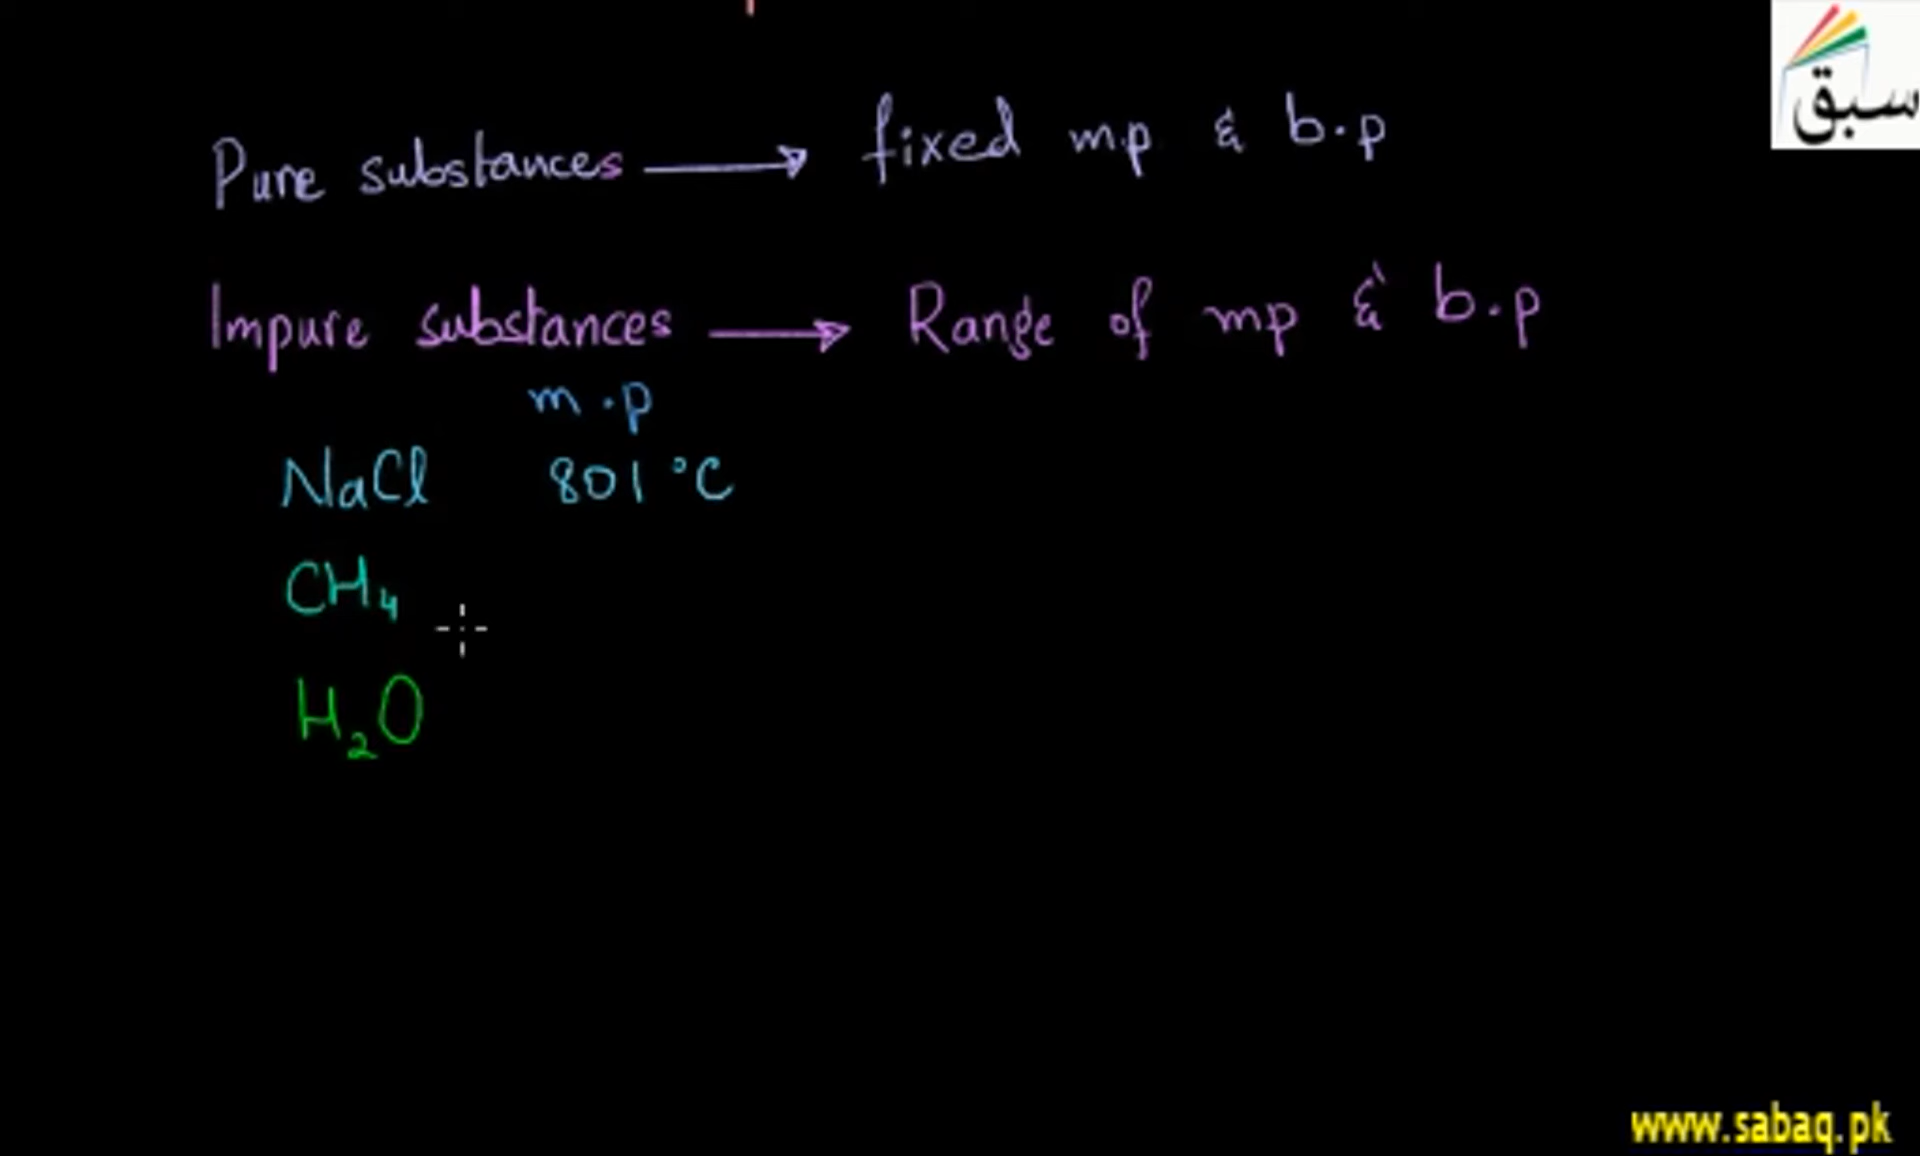 سبق
Pure substances → fixed m.p & b.p
Impure substances → Range of mp & b.p
m.p
NaCl 801 °C
CH₄
H₂O
www.sabaq.pk